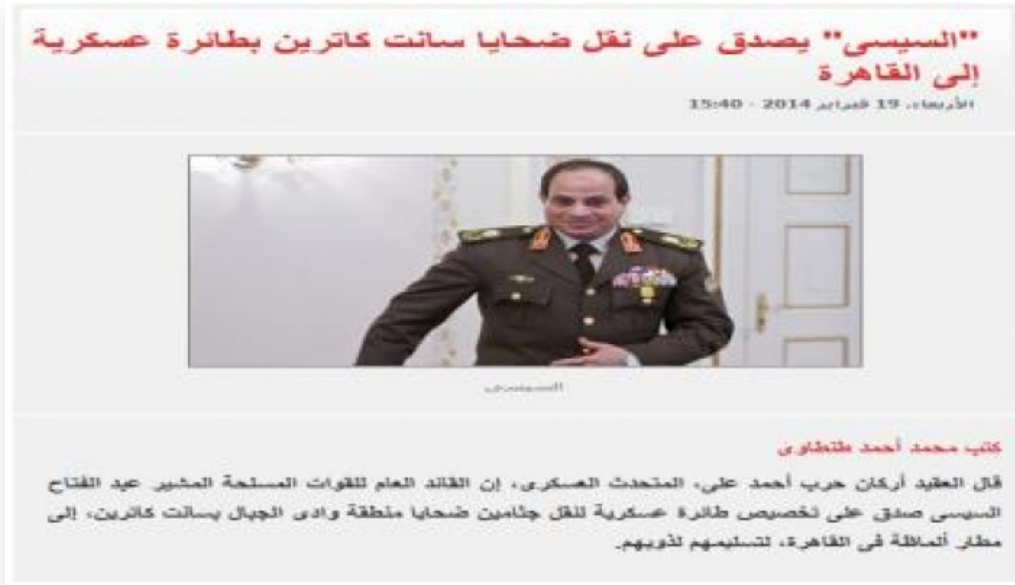 "السيسى" يصدق على نقل ضحايا سانت كاترين بطائرة عسكرية
إلى القاهرة
الأربعاء، 19 فبراير 2014 - 15:40
السيسى
كتب محمد أحمد طنطاوى
قال العقيد أركان حرب أحمد على، المتحدث العسكرى، إن القائد العام للقوات المسلحة المشير عبد الفتاح
السيسى صدق على تخصيص طائرة عسكرية لنقل جثامين ضحايا منطقة وادى الجبال بسانت كاترين، إلى
مطار ألماظة فى القاهرة، لتسليمهم لذويهم.